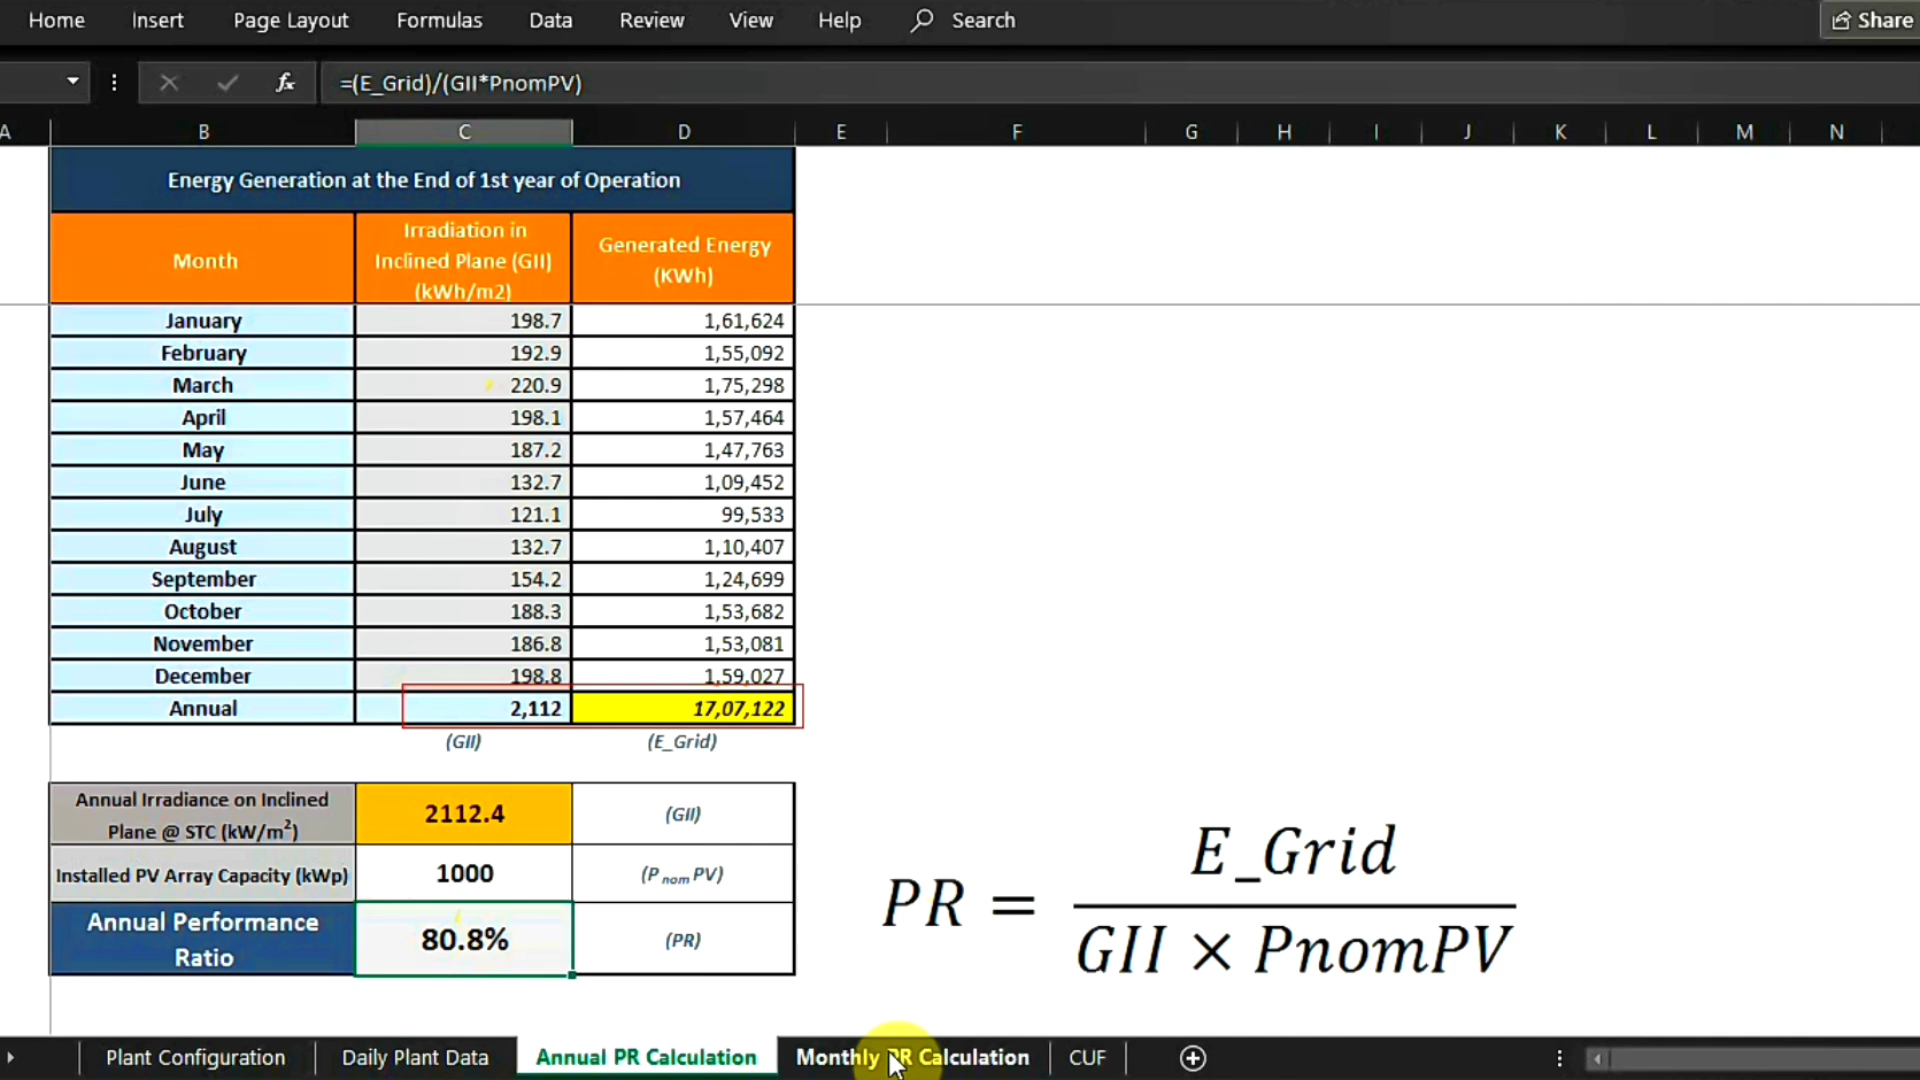 Home Insert Page Layout Formulas Data Review View Help Search Share
fx =(E_Grid)/(GII*PnomPV)
A B C D E F G H I J K L M N
Energy Generation at the End of 1st year of Operation
Month
Irradiation in
Inclined Plane (GII)
(kWh/m2)
Generated Energy
(KWh)
January 198.7 1,61,624
February 192.9 1,55,092
March 220.9 1,75,298
April 198.1 1,57,464
May 187.2 1,47,763
June 132.7 1,09,452
July 121.1 99,533
August 132.7 1,10,407
September 154.2 1,24,699
October 188.3 1,53,682
November 186.8 1,53,081
December 198.8 1,59,027
Annual 2,112 17,07,122
(GII) (E_Grid)
Annual Irradiance on Inclined
Plane @ STC (kW/m²)
2112.4 (GII)
Installed PV Array Capacity (kWp) 1000 (P nom PV)
Annual Performance
Ratio
80.8% (PR)
PR = E_Grid
GII × PnomPV
Plant Configuration Daily Plant Data Annual PR Calculation Monthly PR Calculation CUF